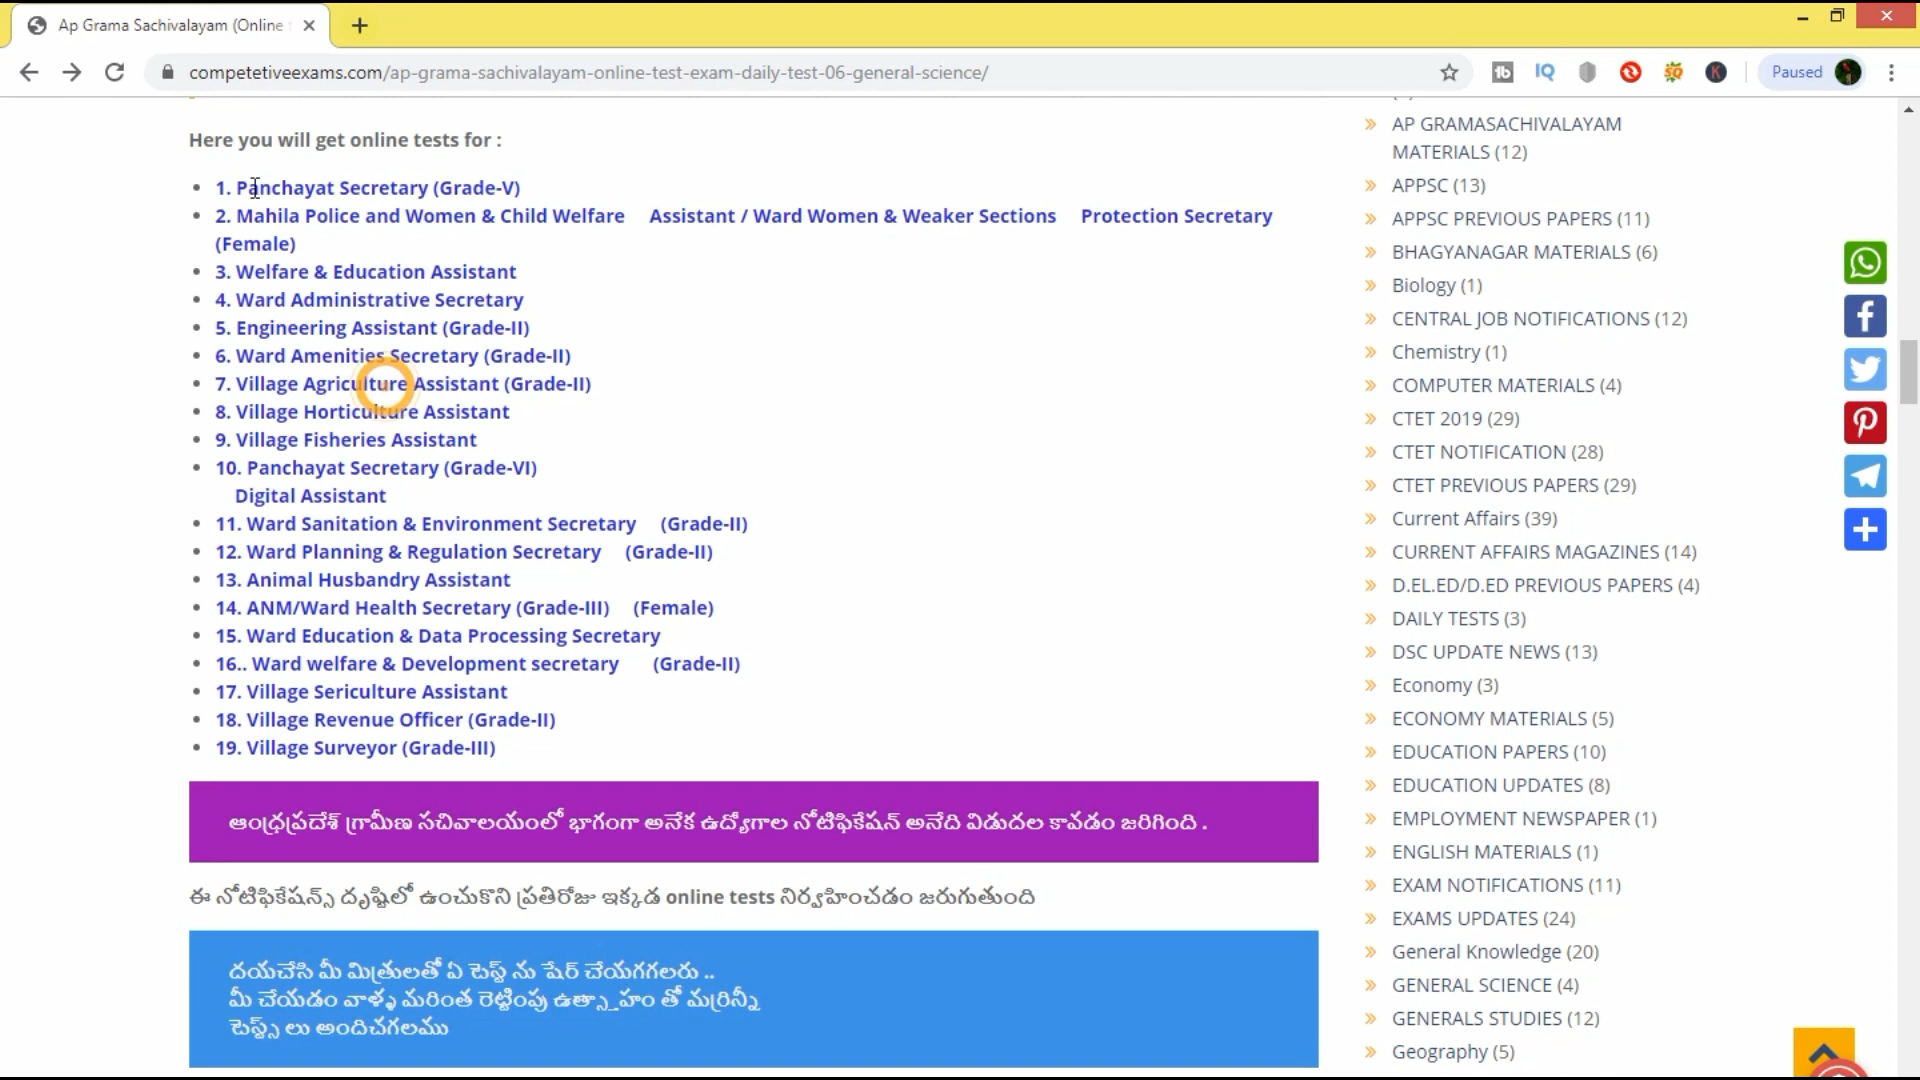 Ap Grama Sachivalayam (Online
competetiveexams.com/ap-grama-sachivalayam-online-test-exam-daily-test-06-general-science/
Paused
Here you will get online tests for :
1. Panchayat Secretary (Grade-V)
2. Mahila Police and Women & Child Welfare Assistant / Ward Women & Weaker Sections Protection Secretary
(Female)
3. Welfare & Education Assistant
4. Ward Administrative Secretary
5. Engineering Assistant (Grade-II)
6. Ward Amenities Secretary (Grade-II)
7. Village Agriculture Assistant (Grade-II)
8. Village Horticulture Assistant
9. Village Fisheries Assistant
10. Panchayat Secretary (Grade-VI)
Digital Assistant
11. Ward Sanitation & Environment Secretary (Grade-II)
12. Ward Planning & Regulation Secretary (Grade-II)
13. Animal Husbandry Assistant
14. ANM/Ward Health Secretary (Grade-III) (Female)
15. Ward Education & Data Processing Secretary
16.. Ward welfare & Development secretary (Grade-II)
17. Village Sericulture Assistant
18. Village Revenue Officer (Grade-II)
19. Village Surveyor (Grade-III)
ఆంధ్రప్రదేశ్ గ్రామీణ సచివాలయంలో భాగంగా అనేక ఉద్యోగాల నోటిఫికేషన్ అనేది విడుదల కావడం జరిగింది .
ఈ నోటిఫికేషన్స్ దృష్టిలో ఉంచుకొని ప్రతిరోజు ఇక్కడ online tests నిర్వహించడం జరుగుతుంది
దయచేసి మీ మిత్రులతో ఏ టెస్ట్ ను షేర్ చేయగగలరు ..
మీ చేయడం వాళ్ళ మరింత రెట్టింపు ఉత్సాహం తో మరిన్ని
టెస్ట్స్ లు అందిచగలము
AP GRAMASACHIVALAYAM
MATERIALS (12)
APPSC (13)
APPSC PREVIOUS PAPERS (11)
BHAGYANAGAR MATERIALS (6)
Biology (1)
CENTRAL JOB NOTIFICATIONS (12)
Chemistry (1)
COMPUTER MATERIALS (4)
CTET 2019 (29)
CTET NOTIFICATION (28)
CTET PREVIOUS PAPERS (29)
Current Affairs (39)
CURRENT AFFAIRS MAGAZINES (14)
D.EL.ED/D.ED PREVIOUS PAPERS (4)
DAILY TESTS (3)
DSC UPDATE NEWS (13)
Economy (3)
ECONOMY MATERIALS (5)
EDUCATION PAPERS (10)
EDUCATION UPDATES (8)
EMPLOYMENT NEWSPAPER (1)
ENGLISH MATERIALS (1)
EXAM NOTIFICATIONS (11)
EXAMS UPDATES (24)
General Knowledge (20)
GENERAL SCIENCE (4)
GENERALS STUDIES (12)
Geography (5)